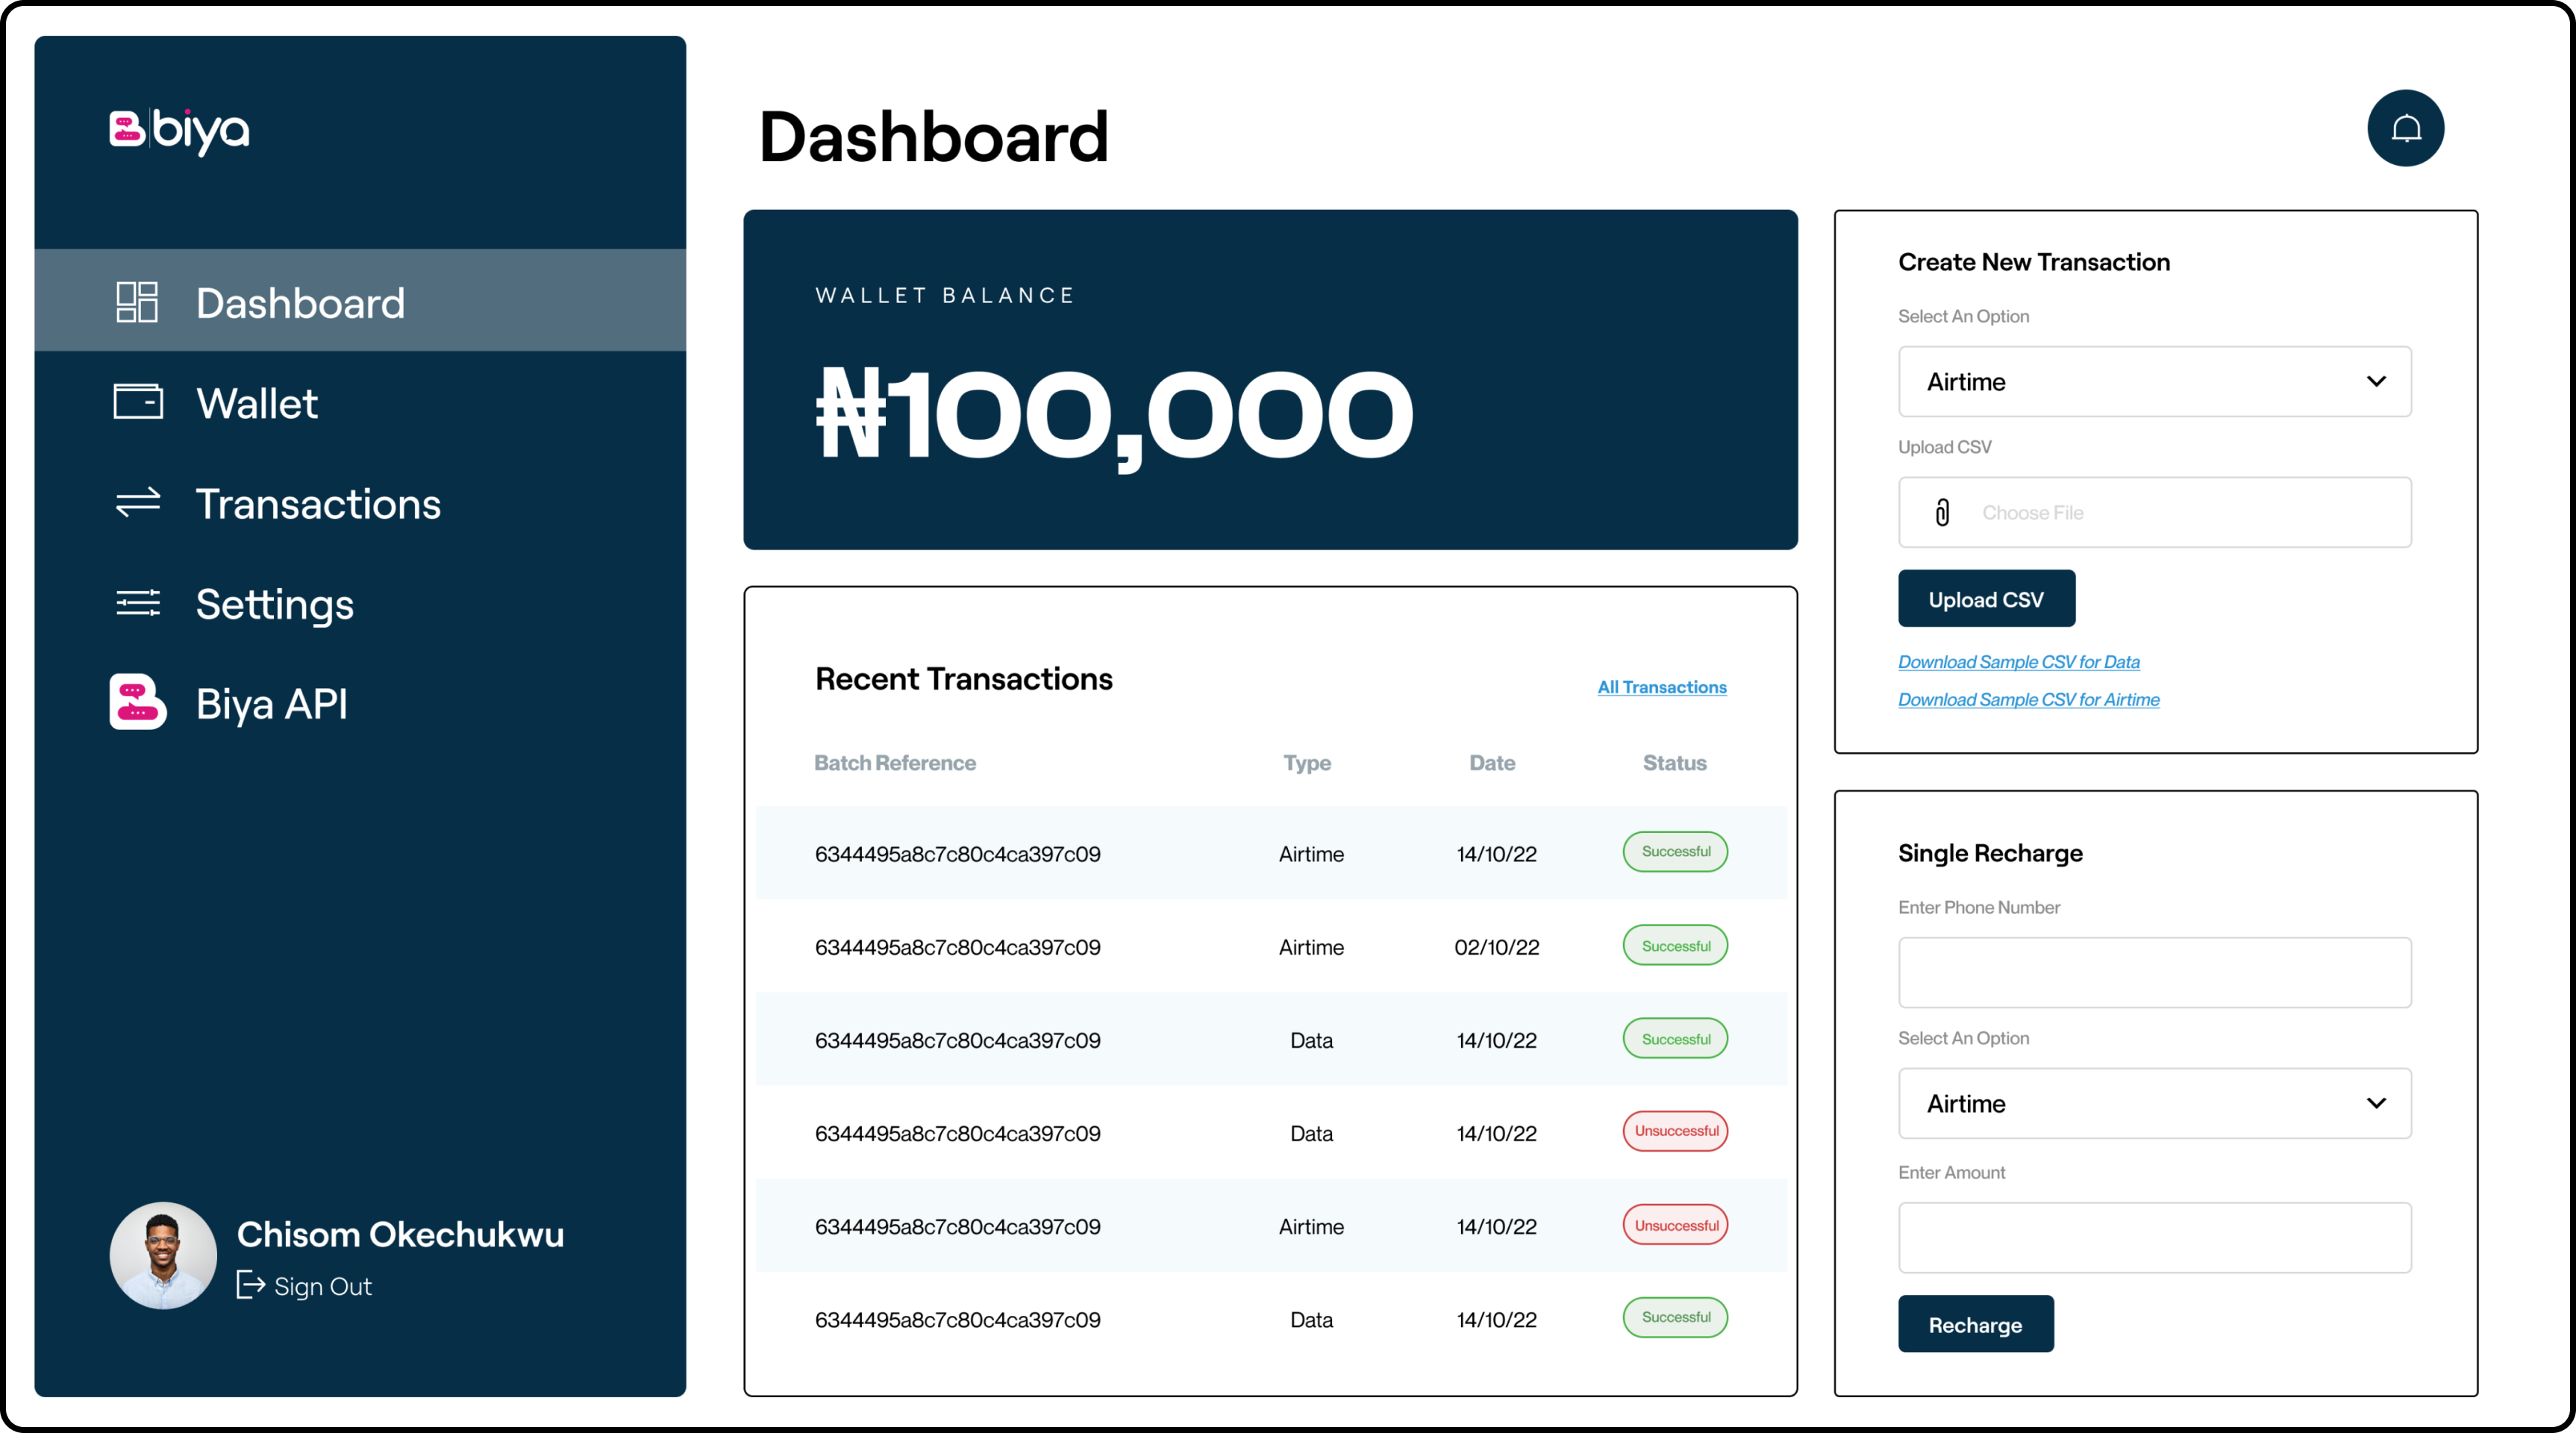 biya
Dashboard
Wallet
Transactions
Settings
Biya API
Chisom Okechukwu
Sign Out
Dashboard
WALLET BALANCE
₦100,000
Recent Transactions
All Transactions
Batch Reference Type Date Status
6344495a8c7c80c4ca397c09 Airtime 14/10/22 Successful
6344495a8c7c80c4ca397c09 Airtime 02/10/22 Successful
6344495a8c7c80c4ca397c09 Data 14/10/22 Successful
6344495a8c7c80c4ca397c09 Data 14/10/22 Unsuccessful
6344495a8c7c80c4ca397c09 Airtime 14/10/22 Unsuccessful
6344495a8c7c80c4ca397c09 Data 14/10/22 Successful
Create New Transaction
Select An Option
Airtime
Upload CSV
Choose File
Upload CSV
Download Sample CSV for Data
Download Sample CSV for Airtime
Single Recharge
Enter Phone Number
Select An Option
Airtime
Enter Amount
Recharge